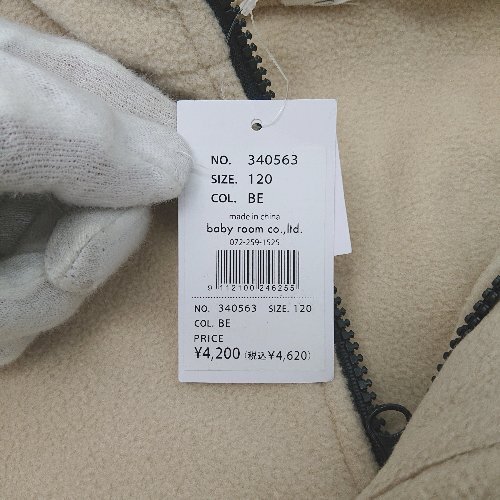 NO. 340563
SIZE. 120
COL. BE
made in china
baby room co.,ltd.
072-259-1525
9 112100 246255
NO. 340563 SIZE. 120
COL. BE
PRICE
¥4,200 (税込¥4,620)